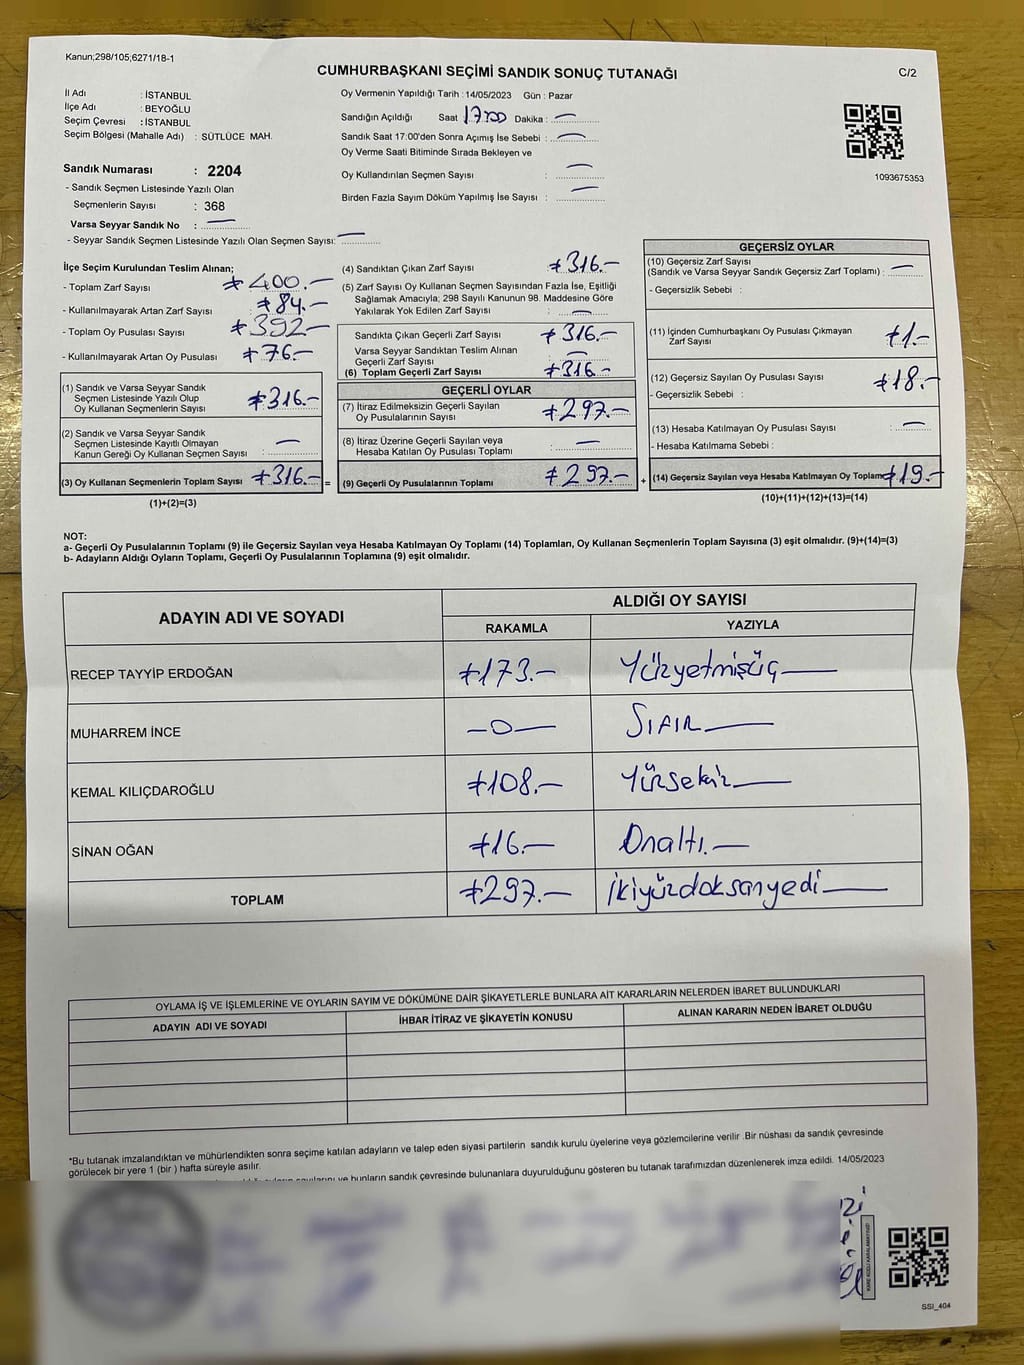 Kanun;298/105;6271/18-1
CUMHURBAŞKANI SEÇİMİ SANDIK SONUÇ TUTANAĞI
C/2
İl Adı : İSTANBUL
İlçe Adı : BEYOĞLU
Seçim Çevresi : İSTANBUL
Seçim Bölgesi (Mahalle Adı) : SÜTLÜCE MAH.
Sandık Numarası : 2204
- Sandık Seçmen Listesinde Yazılı Olan
Seçmenlerin Sayısı : 368
Varsa Seyyar Sandık No : —
- Seyyar Sandık Seçmen Listesinde Yazılı Olan Seçmen Sayısı: —
Oy Vermenin Yapıldığı Tarih : 14/05/2023 Gün : Pazar
Sandığın Açıldığı Saat 1700 Dakika : —
Sandık Saat 17:00'den Sonra Açımış İse Sebebi : —
Oy Verme Saati Bitiminde Sırada Bekleyen ve
Oy Kullandırılan Seçmen Sayısı : —
Birden Fazla Sayım Döküm Yapılmış İse Sayısı : —
1093675353
İlçe Seçim Kurulundan Teslim Alınan;
- Toplam Zarf Sayısı : ≠400.—
- Kullanılmayarak Artan Zarf Sayısı : ≠84.—
- Toplam Oy Pusulası Sayısı : ≠392—
- Kullanılmayarak Artan Oy Pusulası : ≠76.—
(1) Sandık ve Varsa Seyyar Sandık
Seçmen Listesinde Yazılı Olup
Oy Kullanan Seçmenlerin Sayısı : ≠316.—
(2) Sandık ve Varsa Seyyar Sandık
Seçmen Listesinde Kayıtlı Olmayan
Kanun Gereği Oy Kullanan Seçmen Sayısı : —
(3) Oy Kullanan Seçmenlerin Toplam Sayısı ≠316.— =
(1)+(2)=(3)
(4) Sandıktan Çıkan Zarf Sayısı : ≠316.—
(5) Zarf Sayısı Oy Kullanan Seçmen Sayısından Fazla İse, Eşitliği
Sağlamak Amacıyla; 298 Sayılı Kanunun 98. Maddesine Göre
Yakılarak Yok Edilen Zarf Sayısı : —
Sandıkta Çıkan Geçerli Zarf Sayısı : ≠316.—
Varsa Seyyar Sandıktan Teslim Alınan
Geçerli Zarf Sayısı : —
(6) Toplam Geçerli Zarf Sayısı : ≠316.—
GEÇERLİ OYLAR
(7) İtiraz Edilmeksizin Geçerli Sayılan
Oy Pusulalarının Sayısı : ≠297.—
(8) İtiraz Üzerine Geçerli Sayılan veya
Hesaba Katılan Oy Pusulası Toplamı : —
(9) Geçerli Oy Pusulalarının Toplamı : ≠297.— +
GEÇERSİZ OYLAR
(10) Geçersiz Zarf Sayısı
(Sandık ve Varsa Seyyar Sandık Geçersiz Zarf Toplamı) : —
- Geçersizlik Sebebi :
(11) İçinden Cumhurbaşkanı Oy Pusulası Çıkmayan
Zarf Sayısı : ≠1.—
(12) Geçersiz Sayılan Oy Pusulası Sayısı : ≠18.—
- Geçersizlik Sebebi :
(13) Hesaba Katılmayan Oy Pusulası Sayısı : —
- Hesaba Katılmama Sebebi :
(14) Geçersiz Sayılan veya Hesaba Katılmayan Oy Toplamı ≠19.—
(10)+(11)+(12)+(13)=(14)
NOT:
a- Geçerli Oy Pusulalarının Toplamı (9) ile Geçersiz Sayılan veya Hesaba Katılmayan Oy Toplamı (14) Toplamları, Oy Kullanan Seçmenlerin Toplam Sayısına (3) eşit olmalıdır. (9)+(14)=(3)
b- Adayların Aldığı Oyların Toplamı, Geçerli Oy Pusulalarının Toplamına (9) eşit olmalıdır.
ADAYIN ADI VE SOYADI
ALDIĞI OY SAYISI
RAKAMLA YAZIYLA
RECEP TAYYİP ERDOĞAN ≠173.— Yüzyetmişüç—
MUHARREM İNCE —0— SIFIR—
KEMAL KILIÇDAROĞLU ≠108.— Yüzsekiz—
SİNAN OĞAN ≠16.— Onaltı.—
TOPLAM ≠297.— İkiyüzdoksanyedi—
OYLAMA İŞ VE İŞLEMLERİNE VE OYLARIN SAYIM VE DÖKÜMÜNE DAİR ŞİKAYETLERLE BUNLARA AİT KARARLARIN NELERDEN İBARET BULUNDUKLARI
ADAYIN ADI VE SOYADI İHBAR İTİRAZ VE ŞİKAYETİN KONUSU ALINAN KARARIN NEDEN İBARET OLDUĞU
*Bu tutanak imzalandıktan ve mühürlendikten sonra seçime katılan adayların ve talep eden siyasi partilerin sandık kurulu üyelerine veya gözlemcilerine verilir .Bir nüshası da sandık çevresinde
görülecek bir yere 1 (bir ) hafta süreyle asılır.
ve bunların sandık çevresinde bulunanlara duyurulduğunu gösteren bu tutanak tarafımızdan düzenlenerek imza edildi. 14/05/2023
KARE KODU KARALAMAYINIZ!
SSI_404